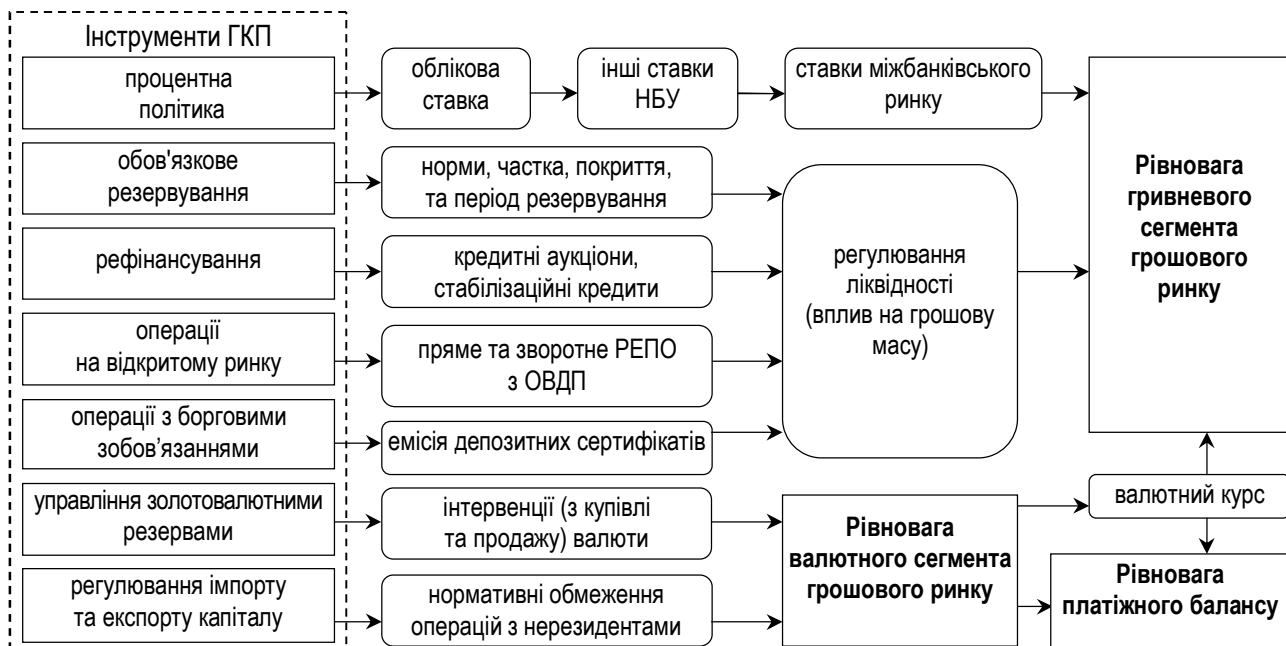 Інструменти ГКП
процентна
політика
облікова
ставка
інші ставки
НБУ
ставки міжбанківського
ринку
обов'язкове
резервування
норми, частка, покриття,
та період резервування
рефінансування
кредитні аукціони,
стабілізаційні кредити
операції
на відкритого ринку
пряме та зворотне РЕПО
з ОВДП
операції з борговими
зобов’язаннями
емісія депозитних сертифікатів
регулювання
ліквідності
(вплив на грошову
масу)
Рівновага
гривневого
сегмента
грошового
ринку
управління золотовалютними
резервами
інтервенції (з купівлі
та продажу) валюти
Рівновага
валютного сегмента
грошового ринку
валютний курс
регулювання імпорту
та експорту капіталу
нормативні обмеження
операцій з нерезидентами
Рівновага
платіжного балансу